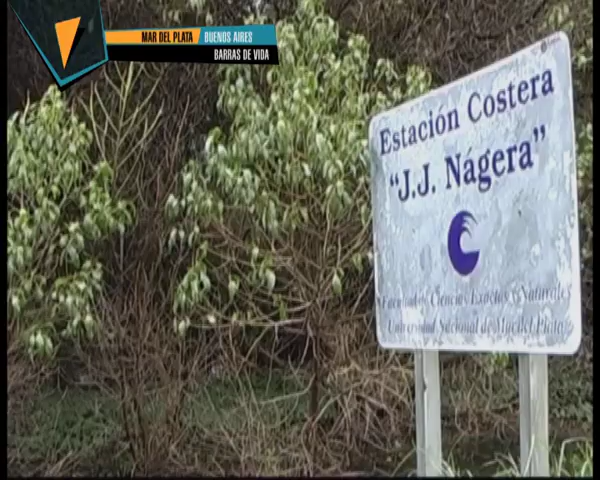 MAR DEL PLATA BUENOS AIRES
BARRAS DE VIDA
Estación Costera
"J.J. Nágera"
Facultad de Ciencias Exactas y Naturales
Universidad Nacional de Mar del Plata